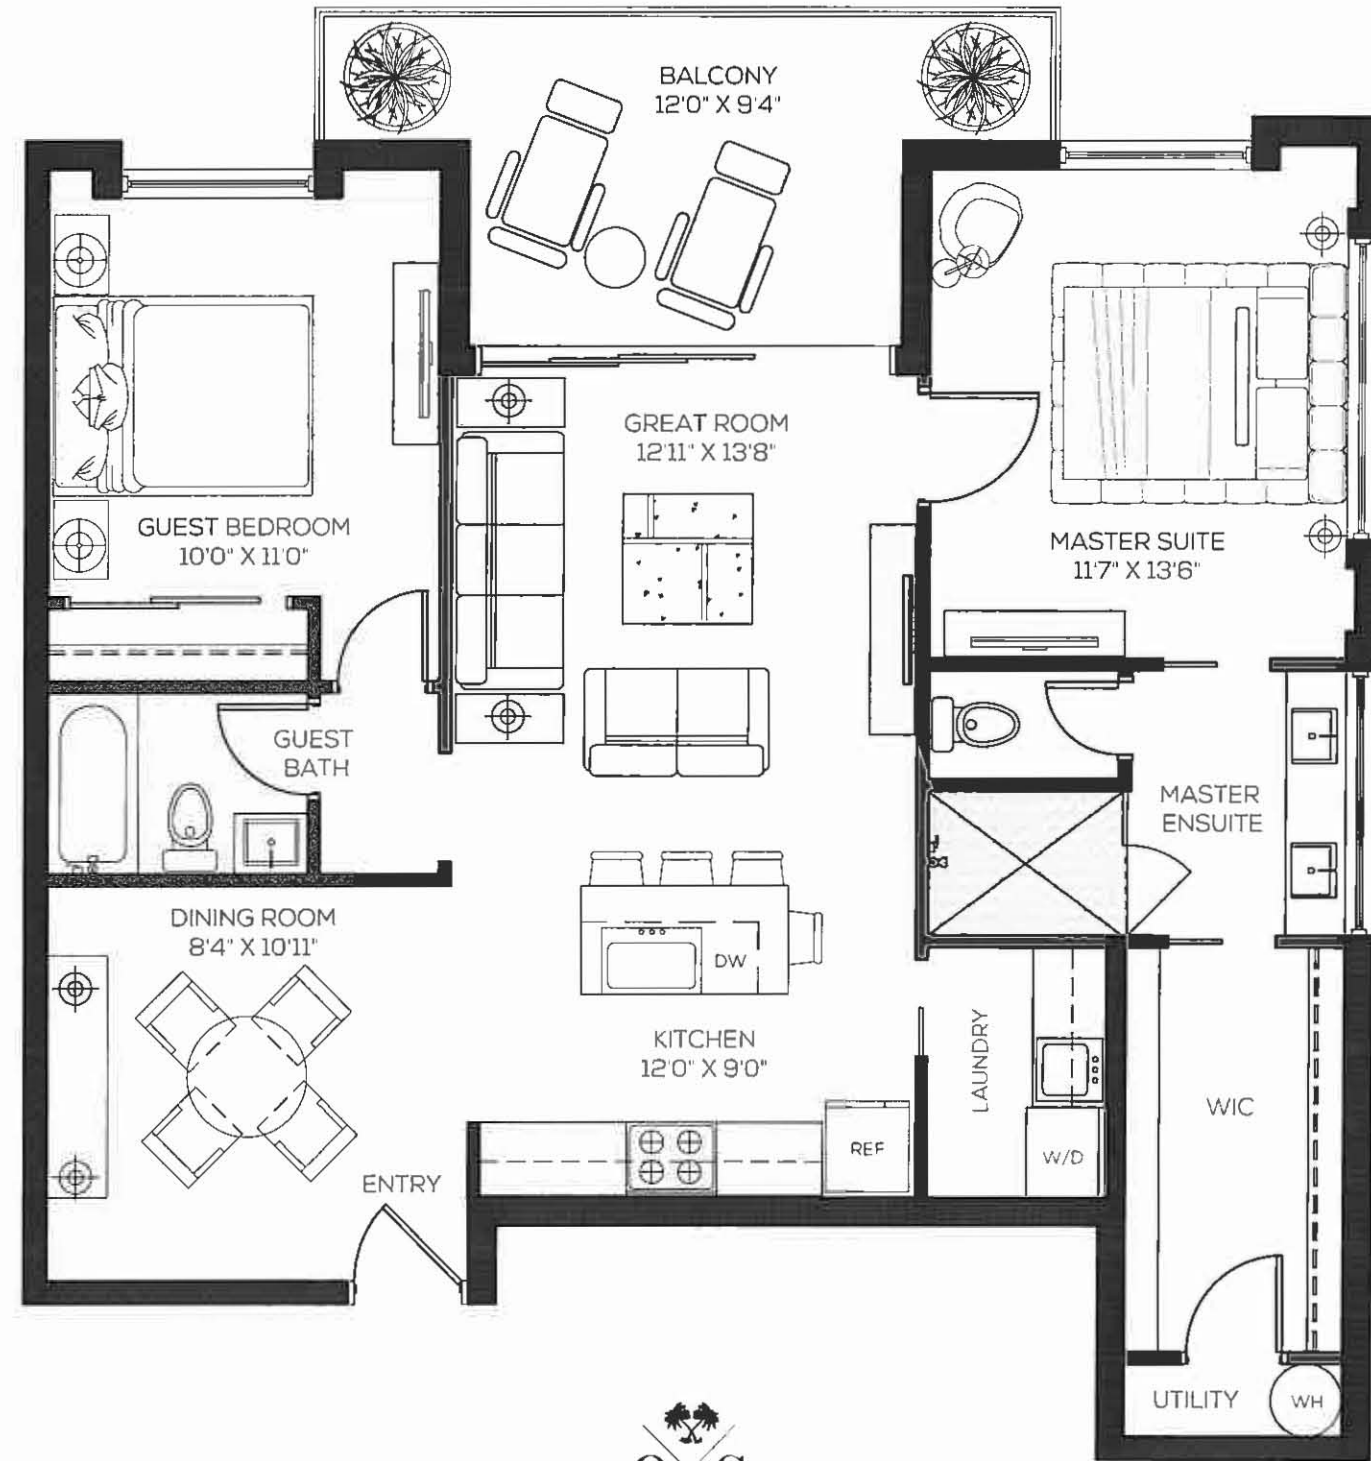 BALCONY
12'0" X 9'4"
GREAT ROOM
12'11" X 13'8"
GUEST BEDROOM
10'0" X 11'0"
MASTER SUITE
11'7" X 13'6"
GUEST
BATH
MASTER
ENSUITE
DINING ROOM
8'4" X 10'11"
DW
KITCHEN
12'0" X 9'0"
LAUNDRY
WIC
REF
W/D
ENTRY
UTILITY
WH